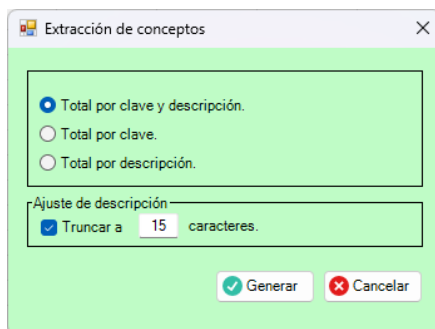 Extracción de conceptos
Total por clave y descripción.
Total por clave.
Total por descripción.
Ajuste de descripción
Truncar a 15 caracteres.
Generar Cancelar